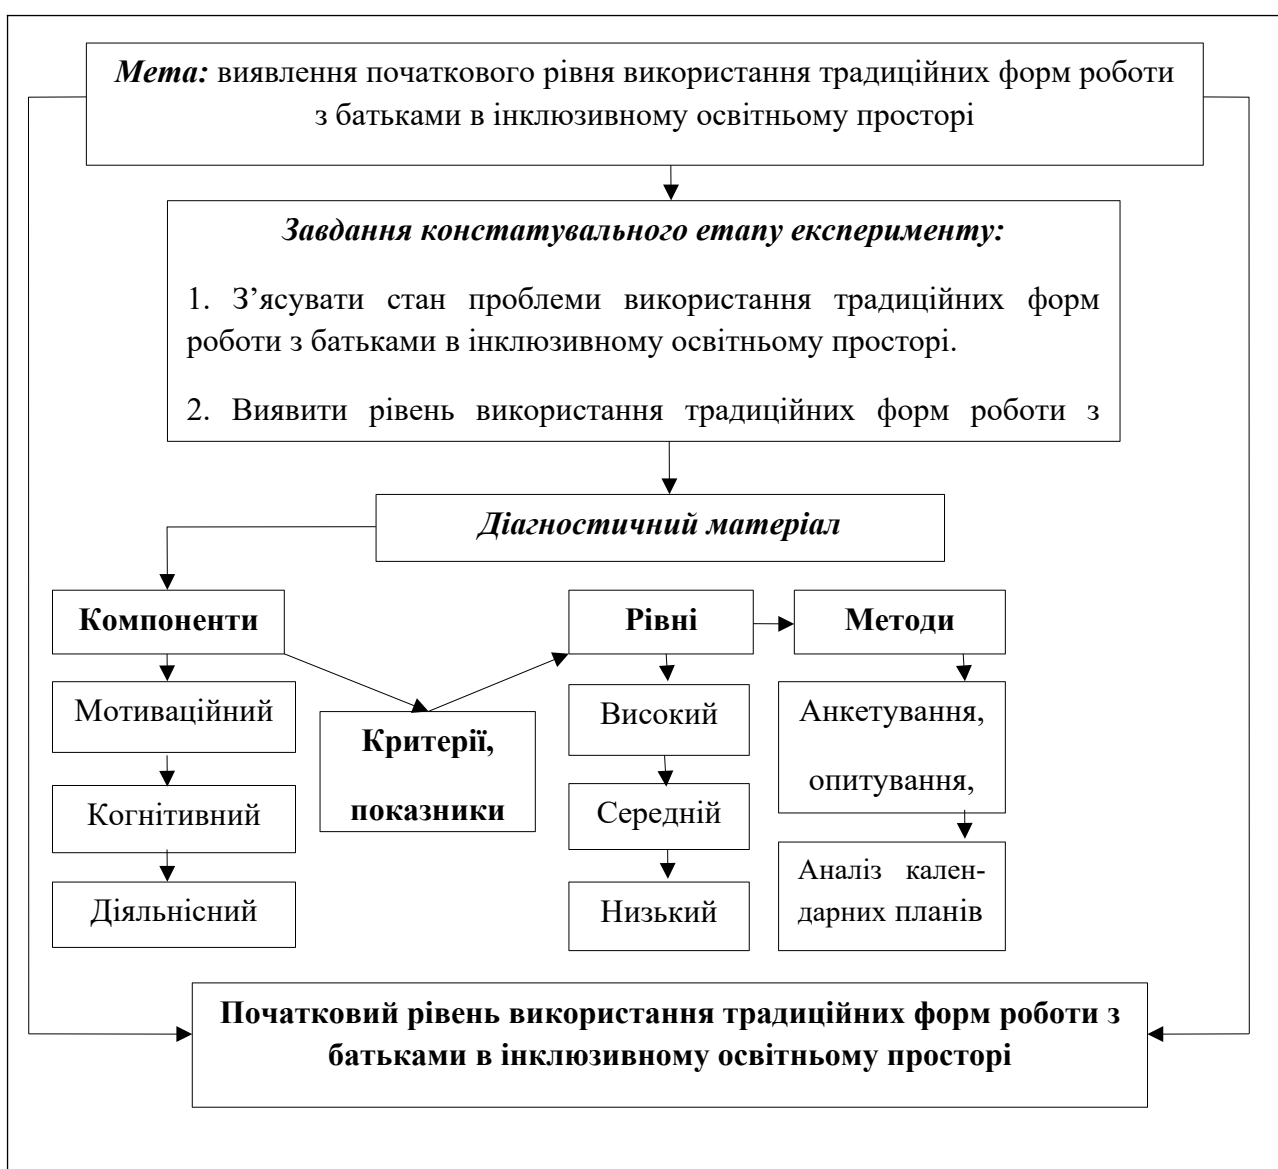 Мета: виявлення початкового рівня використання традиційних форм роботи
з батьками в інклюзивному освітньому просторі
Завдання констатувального етапу експерименту:
1. З’ясувати стан проблеми використання традиційних форм
роботи з батьками в інклюзивному освітньому просторі.
2. Виявити рівень використання традиційних форм роботи з
Діагностичний матеріал
Компоненти
Мотиваційний
Когнітивний
Діяльнісний
Критерії,
показники
Рівні
Високий
Середній
Низький
Методи
Анкетування,
опитування,
Аналіз кален-
дарних планів
Початковий рівень використання традиційних форм роботи з
батьками в інклюзивному освітньому просторі